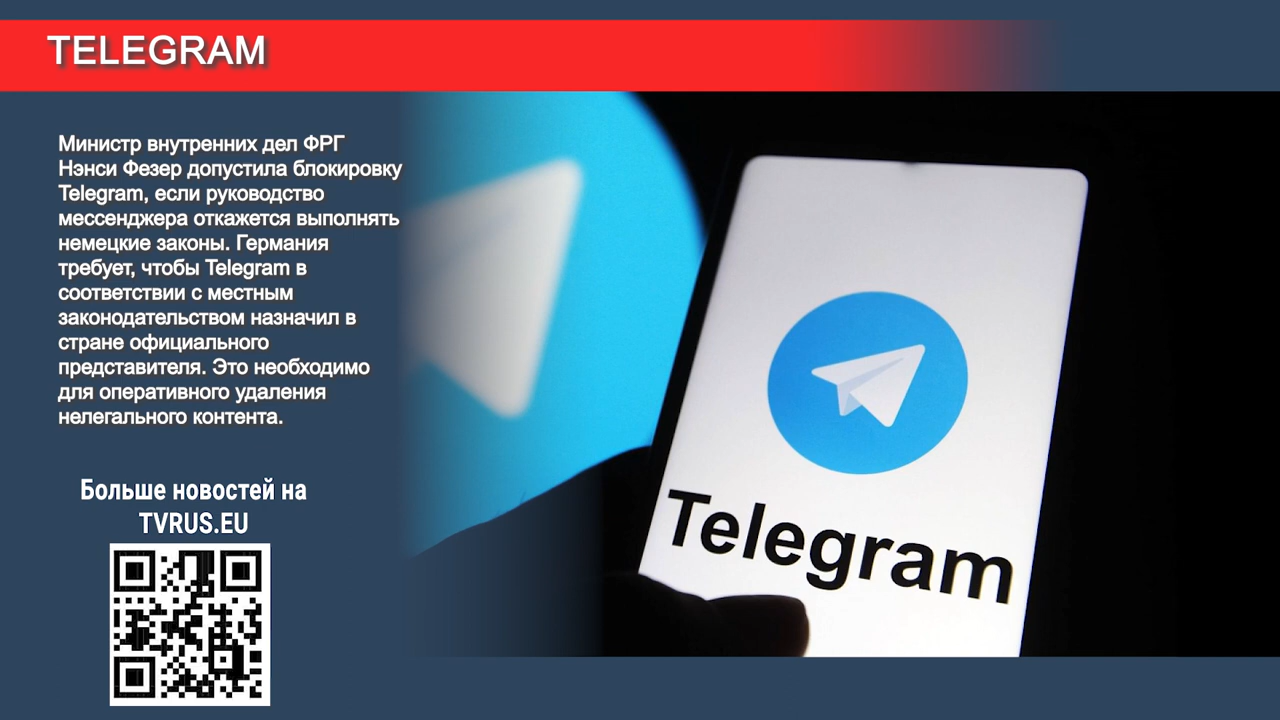 TELEGRAM
Министр внутренних дел ФРГ
Нэнси Фезер допустила блокировку
Telegram, если руководство
мессенджера откажется выполнять
немецкие законы. Германия
требует, чтобы Telegram в
соответствии с местным
законодательством назначил в
стране официального
представителя. Это необходимо
для оперативного удаления
нелегального контента.
Больше новостей на
TVRUS.EU
Telegram